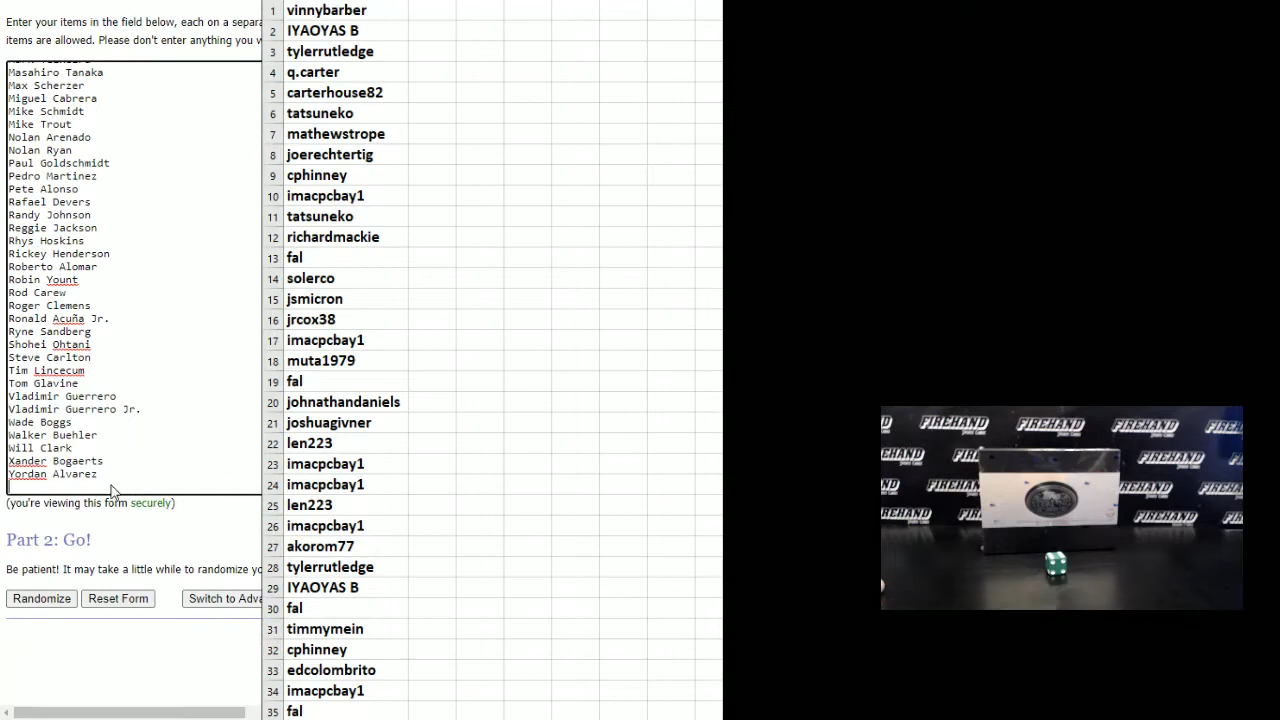 Enter your items in the field below, each on a separa
items are allowed. Please don't enter anything you w
Masahiro Tanaka
Max Scherzer
Miguel Cabrera
Mike Schmidt
Mike Trout
Nolan Arenado
Nolan Ryan
Paul Goldschmidt
Pedro Martinez
Pete Alonso
Rafael Devers
Randy Johnson
Reggie Jackson
Rhys Hoskins
Rickey Henderson
Roberto Alomar
Robin Yount
Rod Carew
Roger Clemens
Ronald Acuña Jr.
Ryne Sandberg
Shohei Ohtani
Steve Carlton
Tim Lincecum
Tom Glavine
Vladimir Guerrero
Vladimir Guerrero Jr.
Wade Boggs
Walker Buehler
Will Clark
Xander Bogaerts
Yordan Alvarez
(you're viewing this form securely)
Part 2: Go!
Be patient! It may take a little while to randomize yo
Randomize
Reset Form
Switch to Adva
1 vinnybarber
2 IYAOYAS B
3 tylerrutledge
4 q.carter
5 carterhouse82
6 tatsuneko
7 mathewstrope
8 joerechtertig
9 cphinney
10 imacpcbay1
11 tatsuneko
12 richardmackie
13 fal
14 solerco
15 jsmicron
16 jrcox38
17 imacpcbay1
18 muta1979
19 fal
20 johnathandaniels
21 joshuagivner
22 len223
23 imacpcbay1
24 imacpcbay1
25 len223
26 imacpcbay1
27 akorom77
28 tylerrutledge
29 IYAOYAS B
30 fal
31 timmymein
32 cphinney
33 edcolombrito
34 imacpcbay1
35 fal
FIREHAND
FIREHAND
FIREHAND
FIREHAND
FIREHAND
FIREHAND
FIREHAND